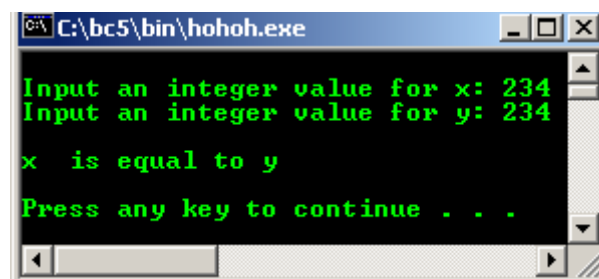 C:\bc5\bin\hohoh.exe
Input an integer value for x: 234
Input an integer value for y: 234
x  is equal to y
Press any key to continue . . .